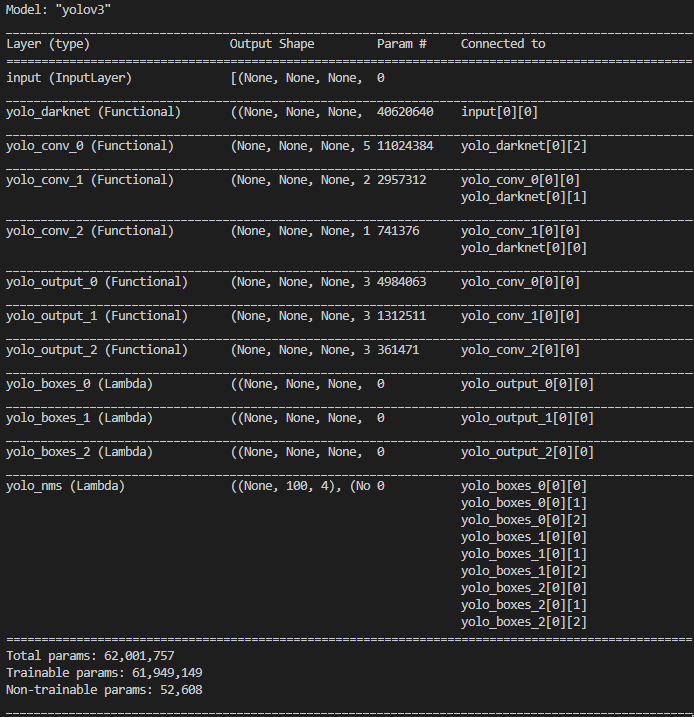 Model: "yolov3"
Layer (type) Output Shape Param # Connected to
input (InputLayer) [(None, None, None, 0
yolo_darknet (Functional) ((None, None, None, 40620640 input[0][0]
yolo_conv_0 (Functional) (None, None, None, 5 11024384 yolo_darknet[0][2]
yolo_conv_1 (Functional) (None, None, None, 2 2957312 yolo_conv_0[0][0]
yolo_darknet[0][1]
yolo_conv_2 (Functional) (None, None, None, 1 741376 yolo_conv_1[0][0]
yolo_darknet[0][0]
yolo_output_0 (Functional) (None, None, None, 3 4984063 yolo_conv_0[0][0]
yolo_output_1 (Functional) (None, None, None, 3 1312511 yolo_conv_1[0][0]
yolo_output_2 (Functional) (None, None, None, 3 361471 yolo_conv_2[0][0]
yolo_boxes_0 (Lambda) ((None, None, None, 0 yolo_output_0[0][0]
yolo_boxes_1 (Lambda) ((None, None, None, 0 yolo_output_1[0][0]
yolo_boxes_2 (Lambda) ((None, None, None, 0 yolo_output_2[0][0]
yolo_nms (Lambda) ((None, 100, 4), (No 0 yolo_boxes_0[0][0]
yolo_boxes_0[0][1]
yolo_boxes_0[0][2]
yolo_boxes_1[0][0]
yolo_boxes_1[0][1]
yolo_boxes_1[0][2]
yolo_boxes_2[0][0]
yolo_boxes_2[0][1]
yolo_boxes_2[0][2]
Total params: 62,001,757
Trainable params: 61,949,149
Non-trainable params: 52,608